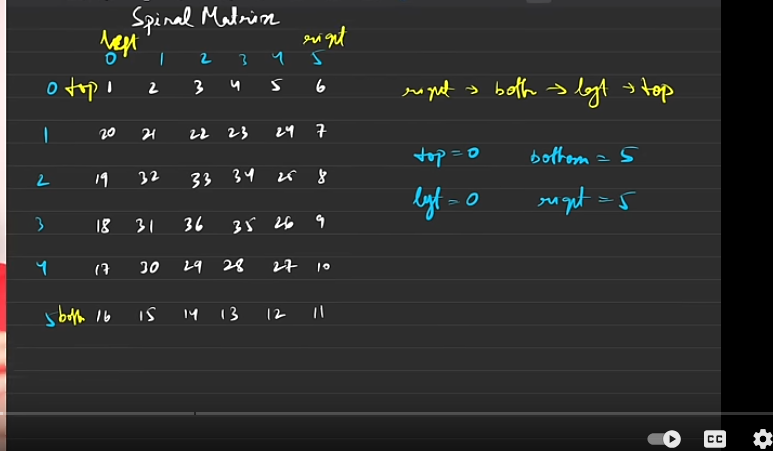 Spiral Matrix
left right
0 1 2 3 4 5
0 top 1 2 3 4 5 6
right → bottom → left → top
1 20 21 22 23 24 7
top = 0 bottom = 5
2 19 32 33 34 25 8
left = 0 right = 5
3 18 31 36 35 26 9
4 17 30 29 28 27 10
5 bottom 16 15 14 13 12 11
CC